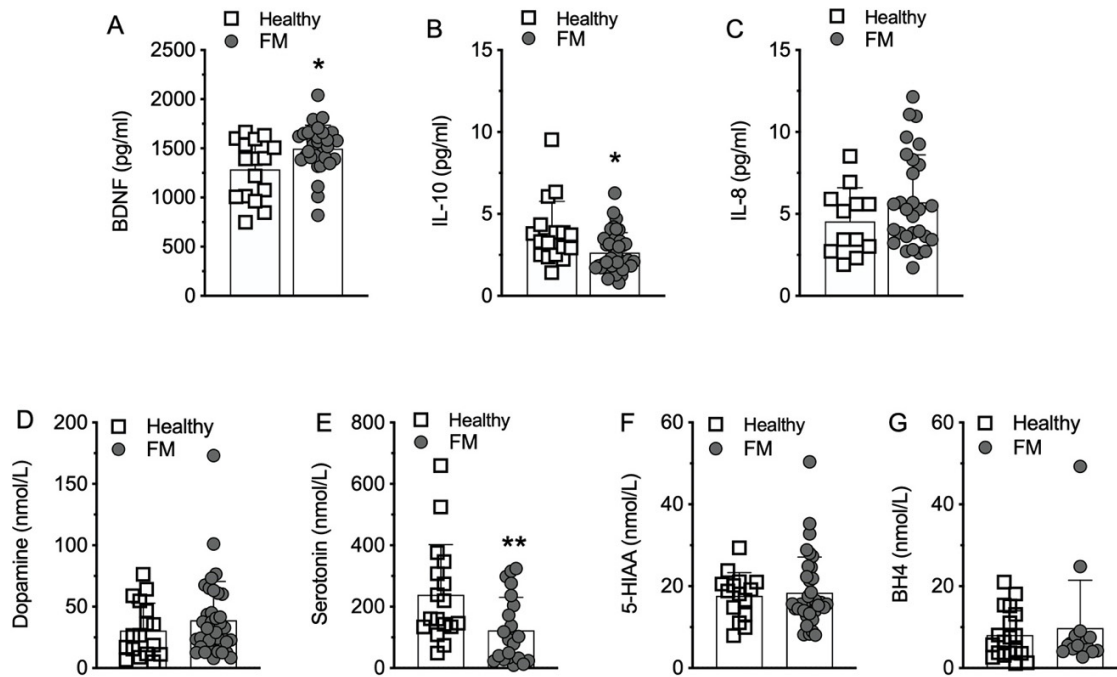 A
Healthy
FM
2500
2000
1500
1000
500
0
BDNF (pg/ml)
*
B
Healthy
FM
15
10
5
0
IL-10 (pg/ml)
*
C
Healthy
FM
15
10
5
0
IL-8 (pg/ml)
D
Healthy
FM
200
150
100
75
50
25
0
Dopamine (nmol/L)
E
Healthy
FM
800
600
400
200
0
Serotonin (nmol/L)
**
F
Healthy
FM
60
40
20
0
5-HIAA (nmol/L)
G
Healthy
FM
60
40
20
0
BH4 (nmol/L)